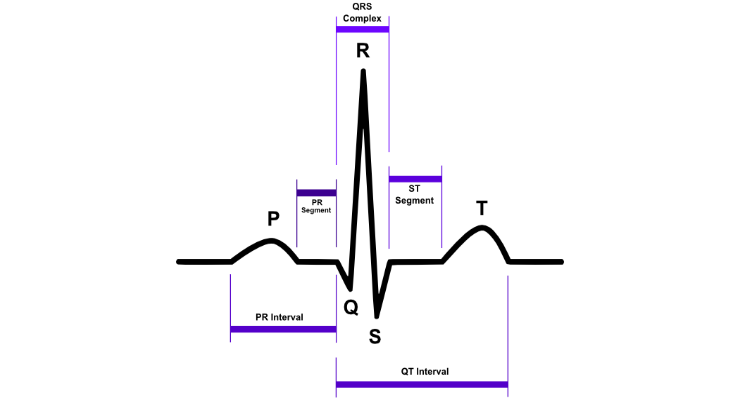 QRS
Complex
R
PR
Segment
ST
Segment
P
T
Q
S
PR Interval
QT Interval